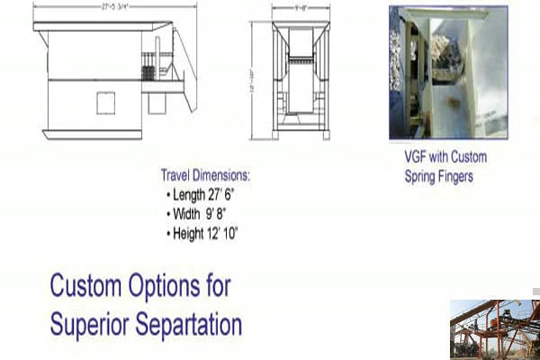 VGF with Custom
Spring Fingers
Travel Dimensions:
• Length 27' 6"
• Width 9' 8"
• Height 12' 10"
Custom Options for
Superior Separtation